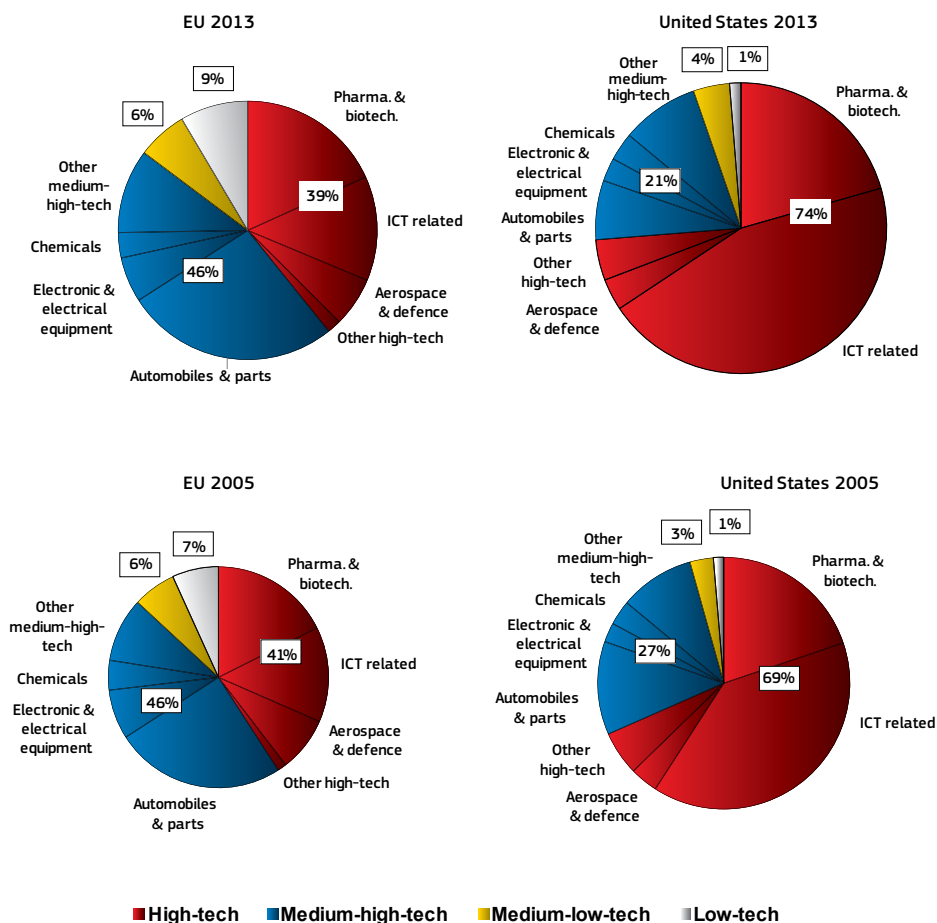 EU 2013
9%
6%
Pharma. &
biotech.
39%
ICT related
Aerospace
& defence
Other high-tech
Automobiles & parts
46%
Electronic &
electrical
equipment
Chemicals
Other
medium-
high-tech
United States 2013
4%
1%
Other
medium-
high-tech
Pharma. &
biotech.
Chemicals
Electronic &
electrical
equipment
21%
74%
Automobiles
& parts
Other
high-tech
Aerospace
& defence
ICT related
EU 2005
7%
6%
Pharma. &
biotech.
41%
ICT related
Aerospace
& defence
Other high-tech
Automobiles
& parts
46%
Electronic &
electrical
equipment
Chemicals
Other
medium-high-
tech
United States 2005
3%
1%
Other
medium-high-
tech
Pharma. &
biotech.
Chemicals
Electronic &
electrical
equipment
27%
69%
Automobiles
& parts
Other
high-tech
Aerospace
& defence
ICT related
High-tech
Medium-high-tech
Medium-low-tech
Low-tech